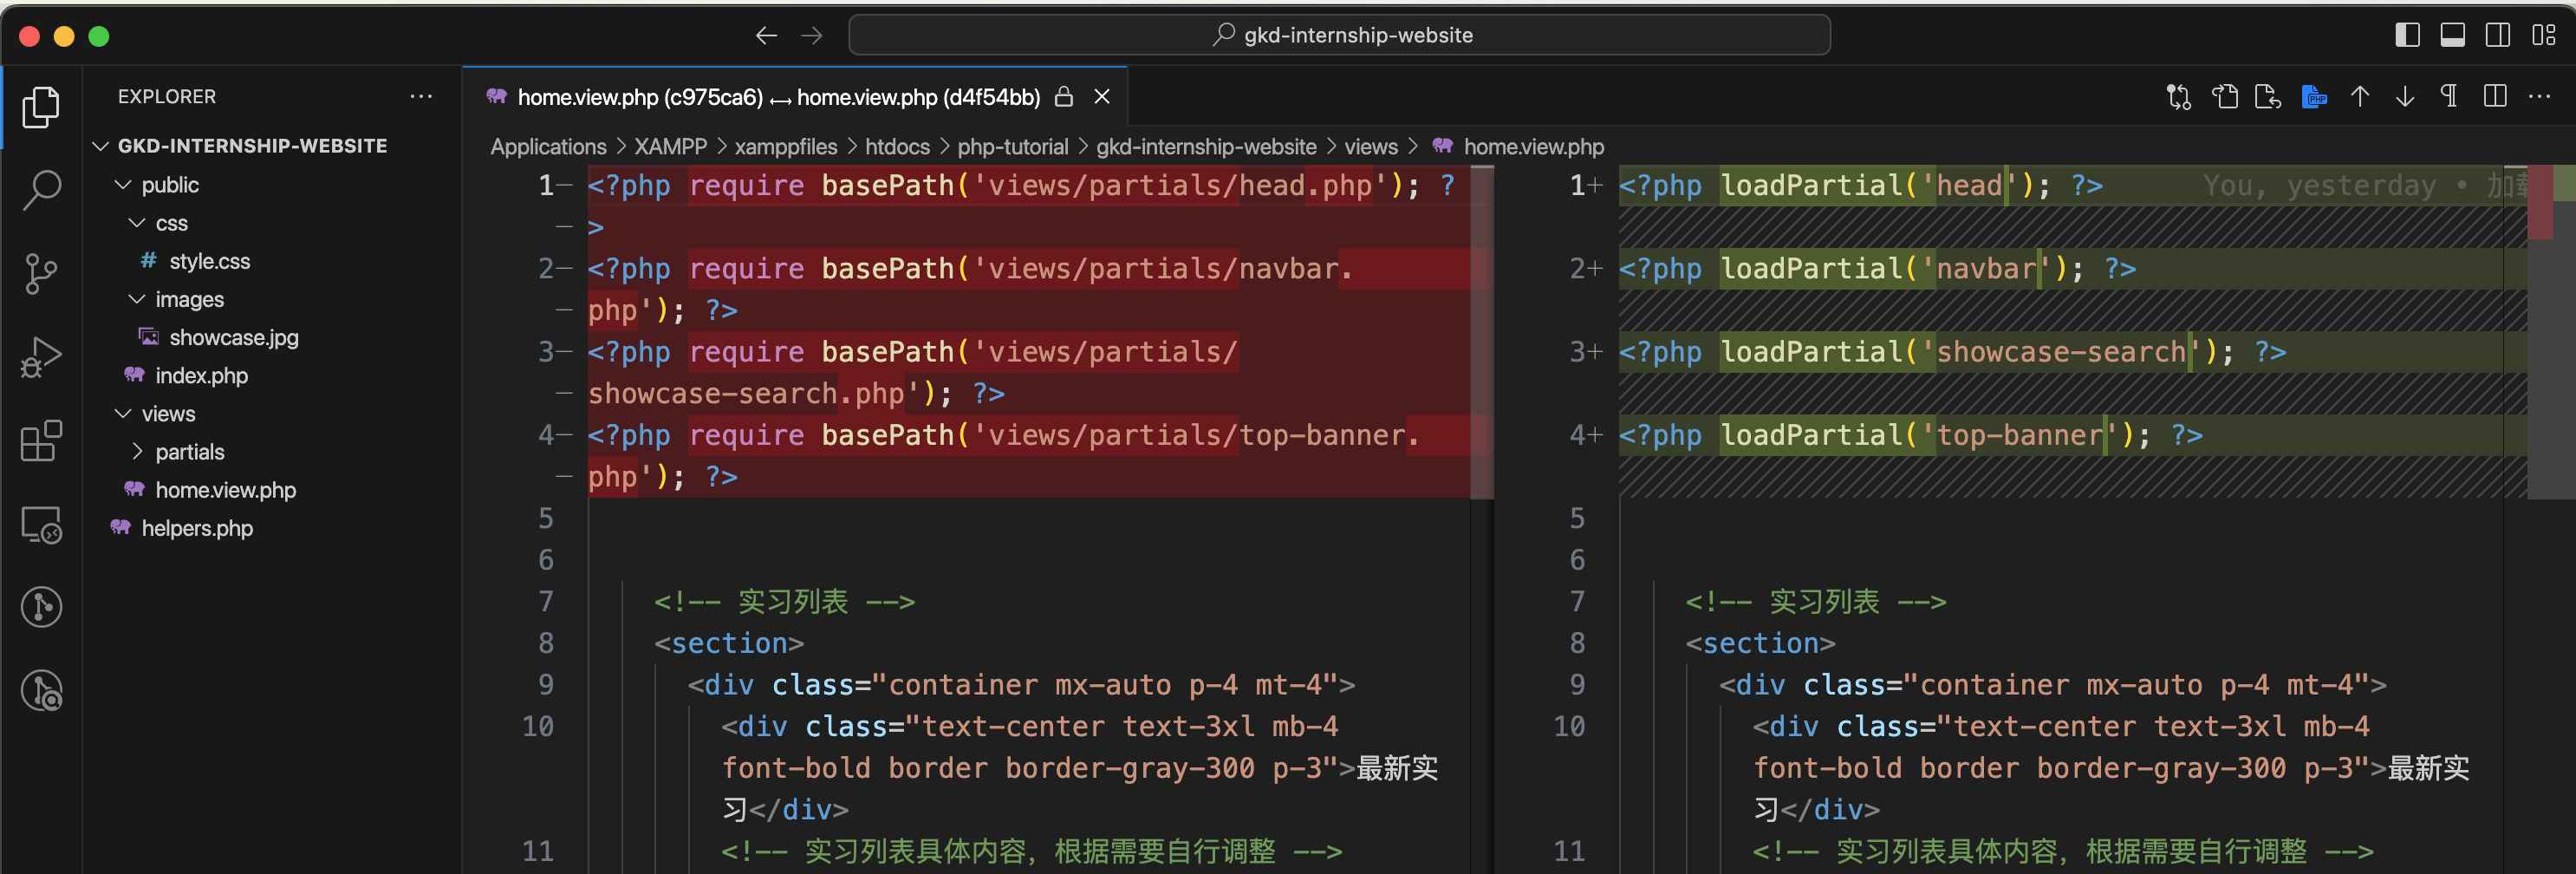 gkd-internship-website
EXPLORER
home.view.php (c975ca6) ⟷ home.view.php (d4f54bb)
GKD-INTERNSHIP-WEBSITE
public
css
style.css
images
showcase.jpg
index.php
views
partials
home.view.php
helpers.php
Applications > XAMPP > xamppfiles > htdocs > php-tutorial > gkd-internship-website > views > home.view.php
1− <?php require basePath('views/partials/head.php'); ?
− >
2− <?php require basePath('views/partials/navbar.
− php'); ?>
3− <?php require basePath('views/partials/
− showcase-search.php'); ?>
4− <?php require basePath('views/partials/top-banner.
− php'); ?>
5
6
7 <!-- 实习列表 -->
8 <section>
9 <div class="container mx-auto p-4 mt-4">
10 <div class="text-center text-3xl mb-4
font-bold border border-gray-300 p-3">最新实
习</div>
11 <!-- 实习列表具体内容，根据需要自行调整 -->
1+ <?php loadPartial('head'); ?> You, yesterday • 加
2+ <?php loadPartial('navbar'); ?>
3+ <?php loadPartial('showcase-search'); ?>
4+ <?php loadPartial('top-banner'); ?>
5
6
7 <!-- 实习列表 -->
8 <section>
9 <div class="container mx-auto p-4 mt-4">
10 <div class="text-center text-3xl mb-4
font-bold border border-gray-300 p-3">最新实
习</div>
11 <!-- 实习列表具体内容，根据需要自行调整 -->